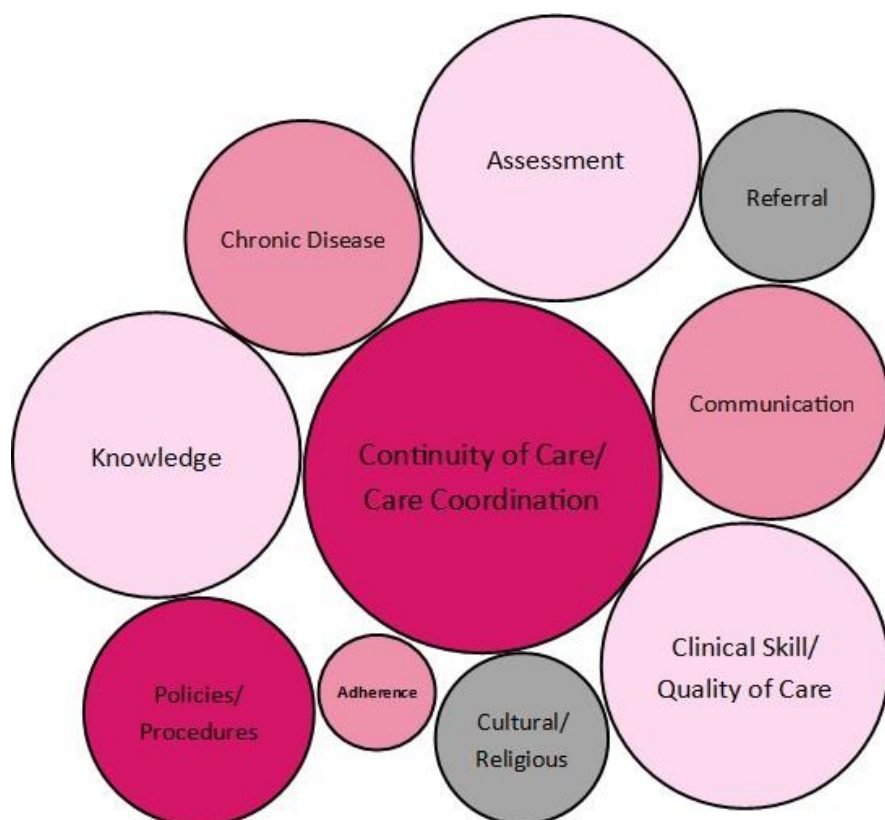 Assessment
Referral
Chronic Disease
Communication
Knowledge
Continuity of Care/
Care Coordination
Clinical Skill/
Quality of Care
Policies/
Procedures
Adherence
Cultural/
Religious